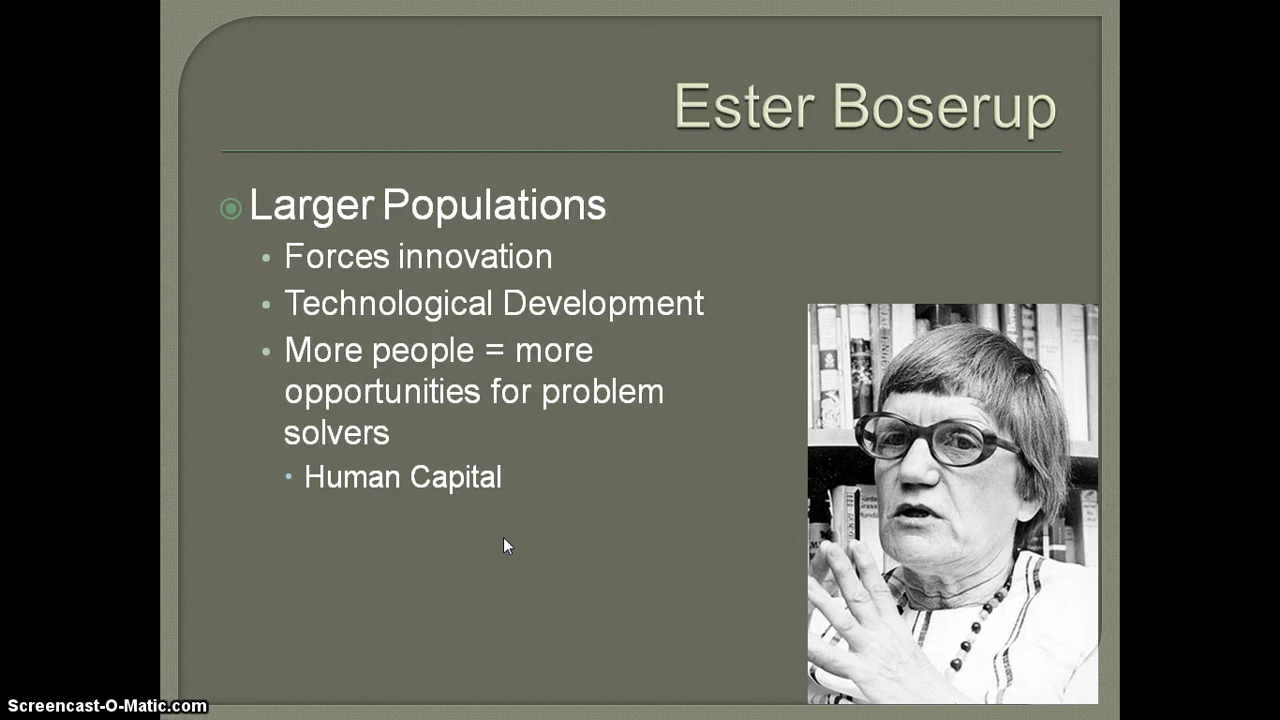 Ester Boserup
Larger Populations
Forces innovation
Technological Development
More people = more
opportunities for problem
solvers
Human Capital
Screencast-O-Matic.com